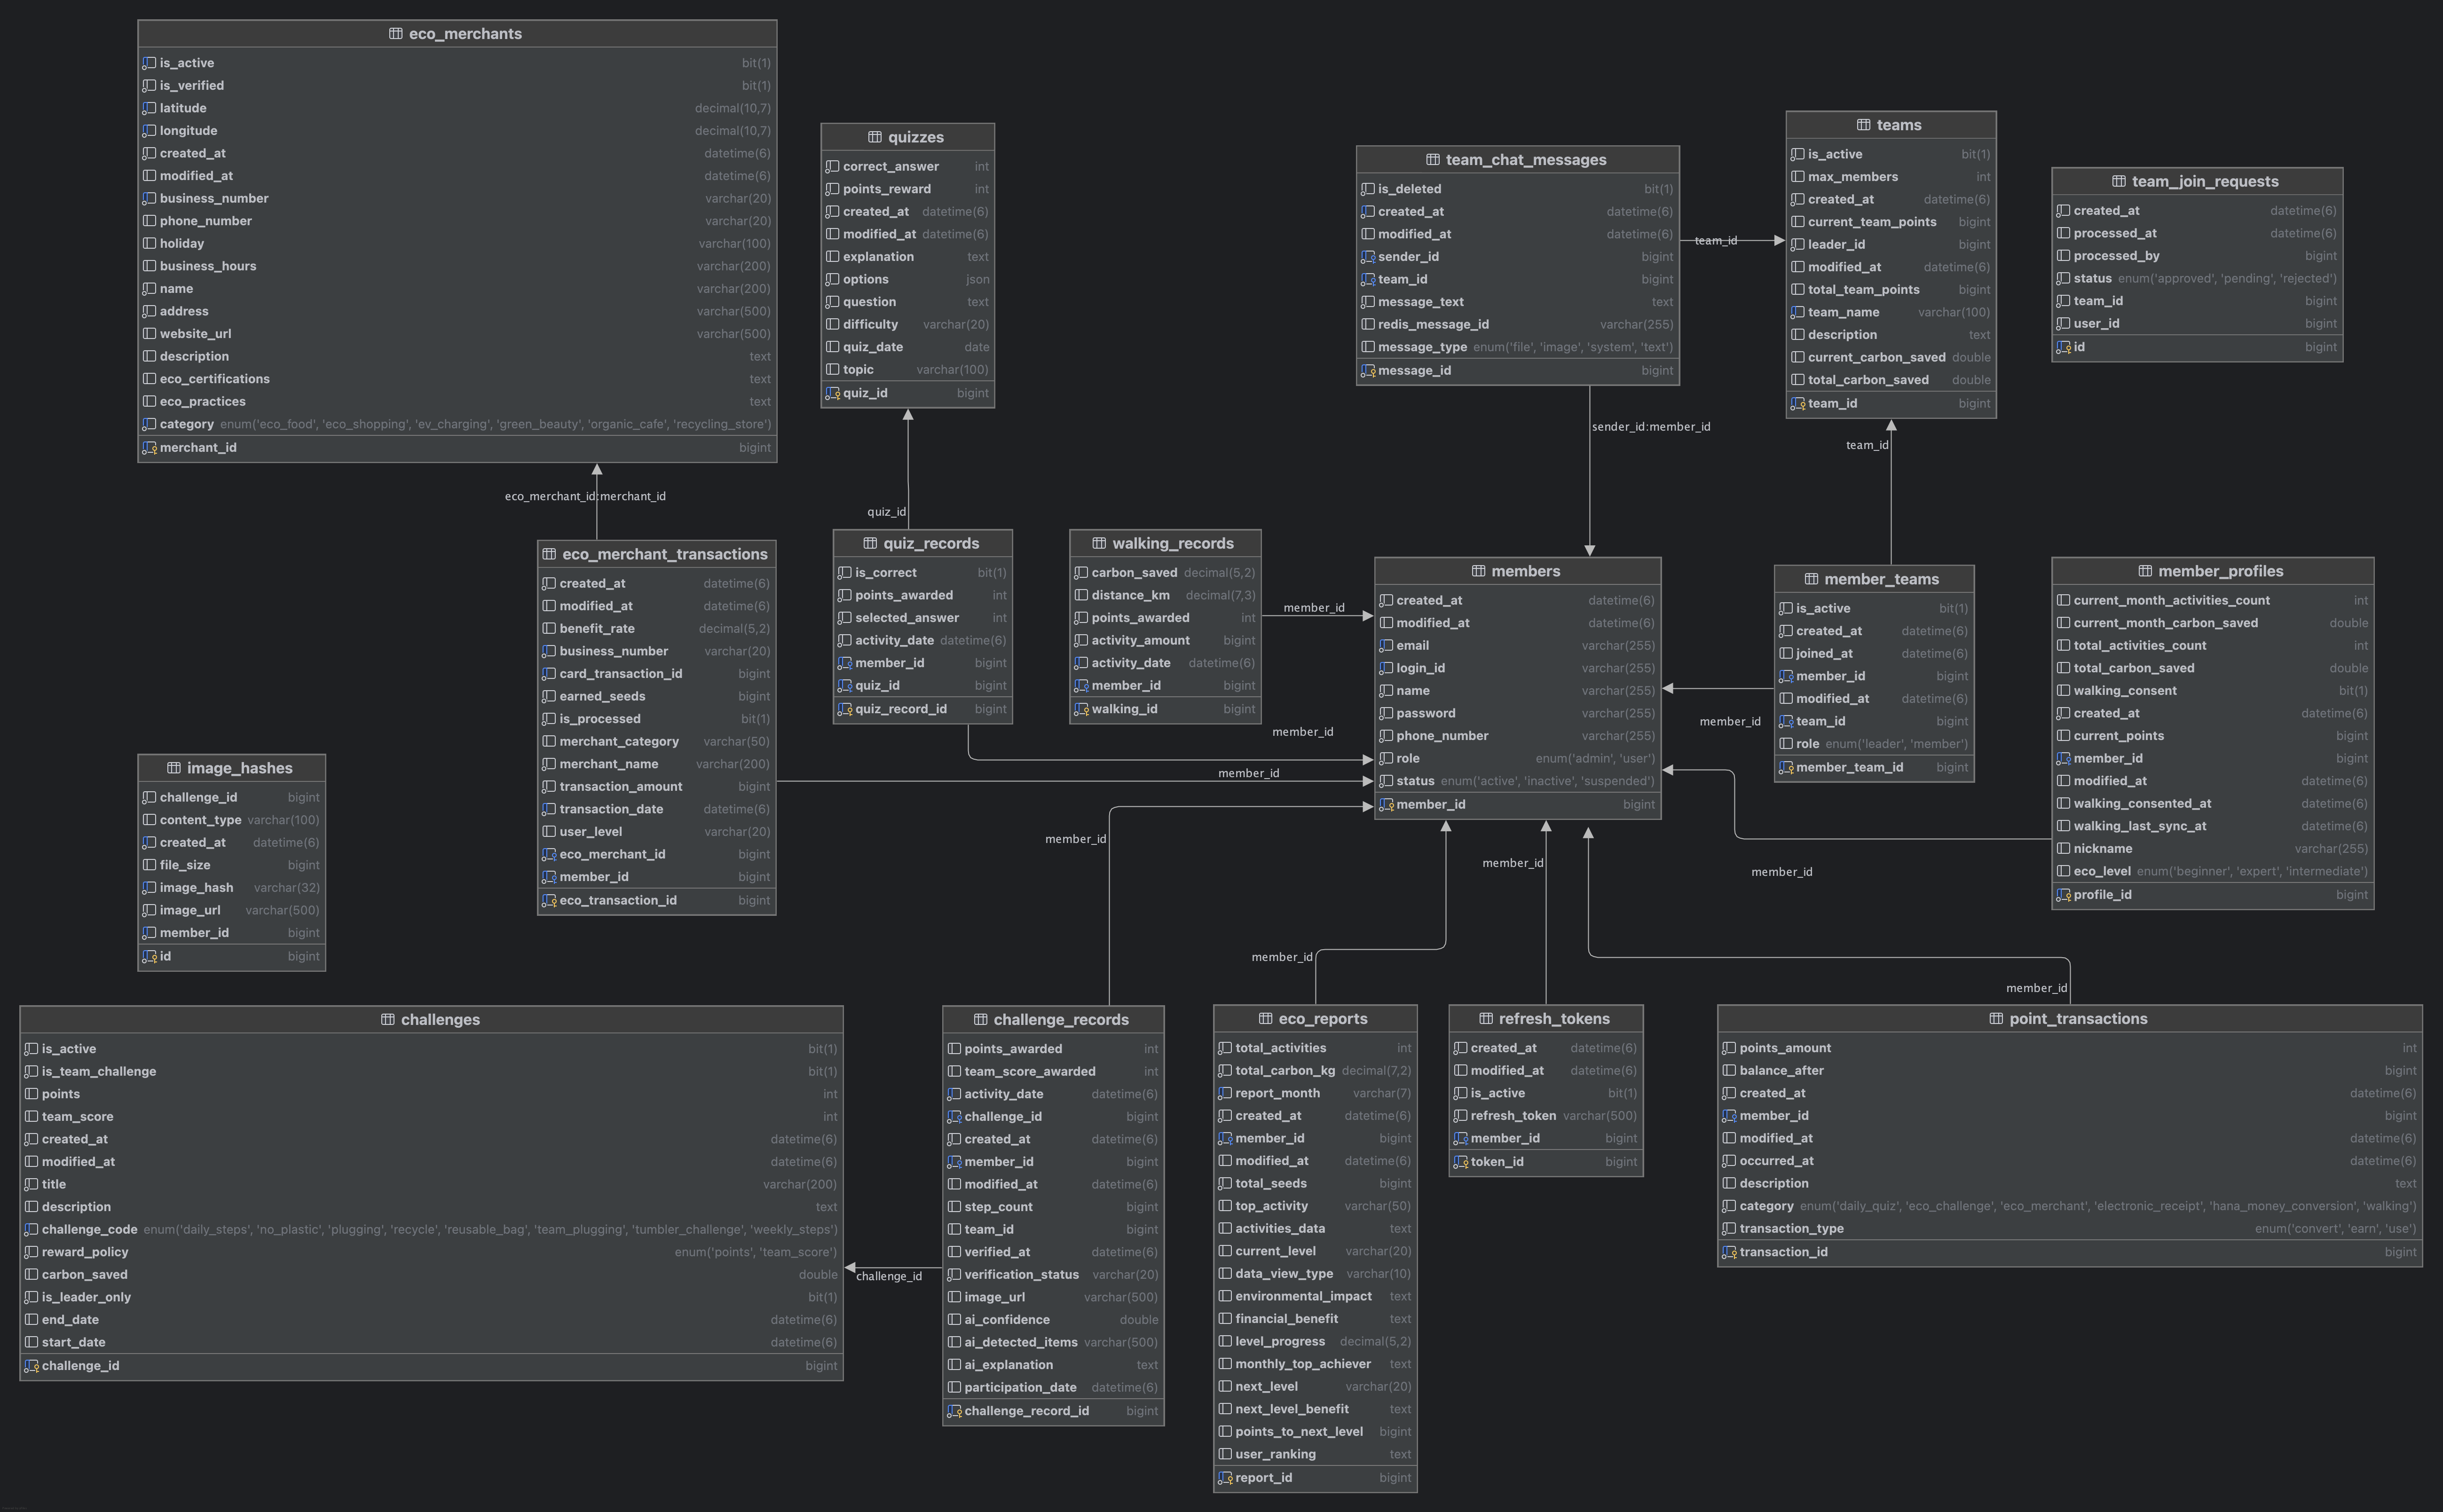 eco_merchants
is_active bit(1)
is_verified bit(1)
latitude decimal(10,7)
longitude decimal(10,7)
created_at datetime(6)
modified_at datetime(6)
business_number varchar(20)
phone_number varchar(20)
holiday varchar(100)
business_hours varchar(200)
name varchar(200)
address varchar(500)
website_url varchar(500)
description text
eco_certifications text
eco_practices text
category enum('eco_food', 'eco_shopping', 'ev_charging', 'green_beauty', 'organic_cafe', 'recycling_store')
merchant_id bigint
quizzes
correct_answer int
points_reward int
created_at datetime(6)
modified_at datetime(6)
explanation text
options json
question text
difficulty varchar(20)
quiz_date date
topic varchar(100)
quiz_id bigint
team_chat_messages
is_deleted bit(1)
created_at datetime(6)
modified_at datetime(6)
sender_id bigint
team_id bigint
message_text text
redis_message_id varchar(255)
message_type enum('file', 'image', 'system', 'text')
message_id bigint
team_id
teams
is_active bit(1)
max_members int
created_at datetime(6)
current_team_points bigint
leader_id bigint
modified_at datetime(6)
total_team_points bigint
team_name varchar(100)
description text
current_carbon_saved double
total_carbon_saved double
team_id bigint
team_join_requests
created_at datetime(6)
processed_at datetime(6)
processed_by bigint
status enum('approved', 'pending', 'rejected')
team_id bigint
user_id bigint
id bigint
eco_merchant_id:merchant_id
quiz_id
sender_id:member_id
team_id
eco_merchant_transactions
created_at datetime(6)
modified_at datetime(6)
benefit_rate decimal(5,2)
business_number varchar(20)
card_transaction_id bigint
earned_seeds bigint
is_processed bit(1)
merchant_category varchar(50)
merchant_name varchar(200)
transaction_amount bigint
transaction_date datetime(6)
user_level varchar(20)
eco_merchant_id bigint
member_id bigint
eco_transaction_id bigint
quiz_records
is_correct bit(1)
points_awarded int
selected_answer int
activity_date datetime(6)
member_id bigint
quiz_id bigint
quiz_record_id bigint
walking_records
carbon_saved decimal(5,2)
distance_km decimal(7,3)
points_awarded int
activity_amount bigint
activity_date datetime(6)
member_id bigint
walking_id bigint
member_id
member_id
member_id
members
created_at datetime(6)
modified_at datetime(6)
email varchar(255)
login_id varchar(255)
name varchar(255)
password varchar(255)
phone_number varchar(255)
role enum('admin', 'user')
status enum('active', 'inactive', 'suspended')
member_id bigint
member_id
member_teams
is_active bit(1)
created_at datetime(6)
joined_at datetime(6)
member_id bigint
modified_at datetime(6)
team_id bigint
role enum('leader', 'member')
member_team_id bigint
member_profiles
current_month_activities_count int
current_month_carbon_saved double
total_activities_count int
total_carbon_saved double
walking_consent bit(1)
created_at datetime(6)
current_points bigint
member_id bigint
modified_at datetime(6)
walking_consented_at datetime(6)
walking_last_sync_at datetime(6)
nickname varchar(255)
eco_level enum('beginner', 'expert', 'intermediate')
profile_id bigint
image_hashes
challenge_id bigint
content_type varchar(100)
created_at datetime(6)
file_size bigint
image_hash varchar(32)
image_url varchar(500)
member_id bigint
id bigint
member_id
member_id
member_id
member_id
member_id
challenges
is_active bit(1)
is_team_challenge bit(1)
points int
team_score int
created_at datetime(6)
modified_at datetime(6)
title varchar(200)
description text
challenge_code enum('daily_steps', 'no_plastic', 'plugging', 'recycle', 'reusable_bag', 'team_plugging', 'tumbler_challenge', 'weekly_steps')
reward_policy enum('points', 'team_score')
carbon_saved double
is_leader_only bit(1)
end_date datetime(6)
start_date datetime(6)
challenge_id bigint
challenge_id
challenge_records
points_awarded int
team_score_awarded int
activity_date datetime(6)
challenge_id bigint
created_at datetime(6)
member_id bigint
modified_at datetime(6)
step_count bigint
team_id bigint
verified_at datetime(6)
verification_status varchar(20)
image_url varchar(500)
ai_confidence double
ai_detected_items varchar(500)
ai_explanation text
participation_date datetime(6)
challenge_record_id bigint
eco_reports
total_activities int
total_carbon_kg decimal(7,2)
report_month varchar(7)
created_at datetime(6)
member_id bigint
modified_at datetime(6)
total_seeds bigint
top_activity varchar(50)
activities_data text
current_level varchar(20)
data_view_type varchar(10)
environmental_impact text
financial_benefit text
level_progress decimal(5,2)
monthly_top_achiever text
next_level varchar(20)
next_level_benefit text
points_to_next_level bigint
user_ranking text
report_id bigint
refresh_tokens
created_at datetime(6)
modified_at datetime(6)
is_active bit(1)
refresh_token varchar(500)
member_id bigint
token_id bigint
point_transactions
points_amount int
balance_after bigint
created_at datetime(6)
member_id bigint
modified_at datetime(6)
occurred_at datetime(6)
description text
category enum('daily_quiz', 'eco_challenge', 'eco_merchant', 'electronic_receipt', 'hana_money_conversion', 'walking')
transaction_type enum('convert', 'earn', 'use')
transaction_id bigint